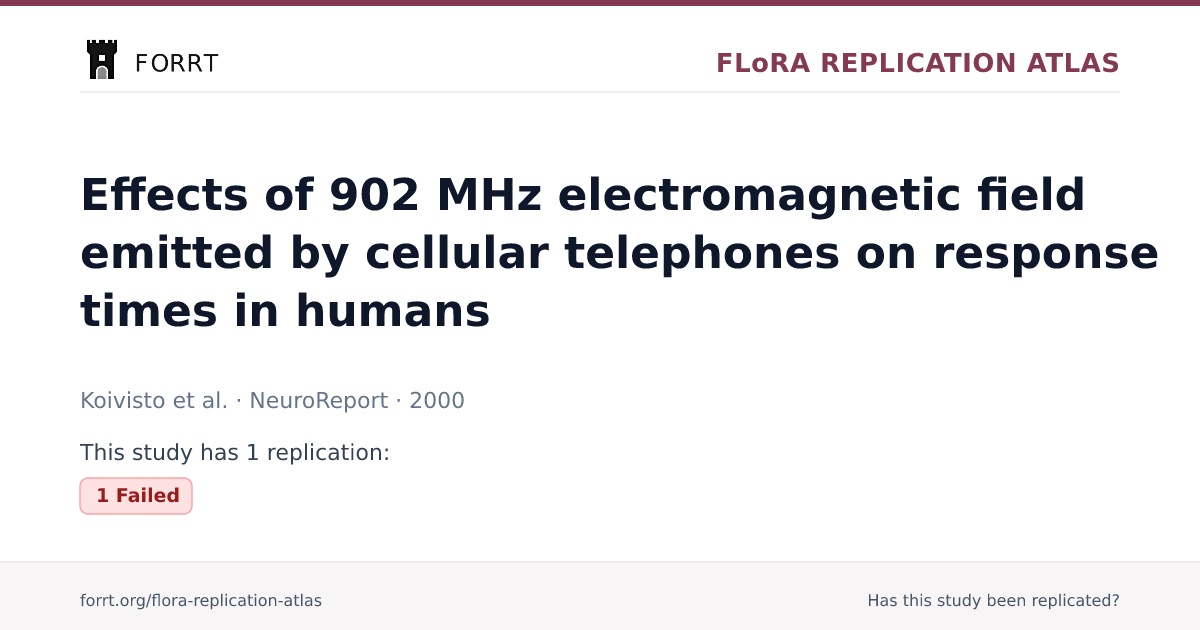 FORRT
FLoRA REPLICATION ATLAS
Effects of 902 MHz electromagnetic field
emitted by cellular telephones on response
times in humans
Koivisto et al. · NeuroReport · 2000
This study has 1 replication:
1 Failed
forrt.org/flora-replication-atlas
Has this study been replicated?